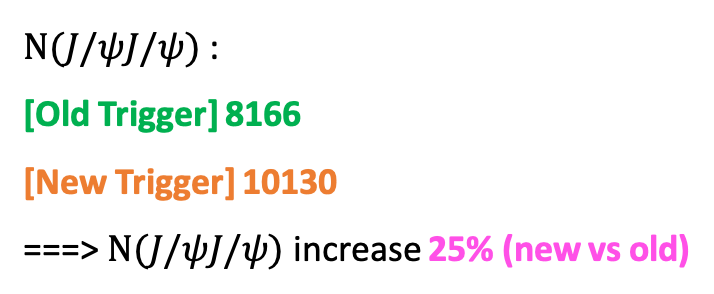 N(J/ψJ/ψ) :
[Old Trigger] 8166
[New Trigger] 10130
===> N(J/ψJ/ψ) increase 25% (new vs old)